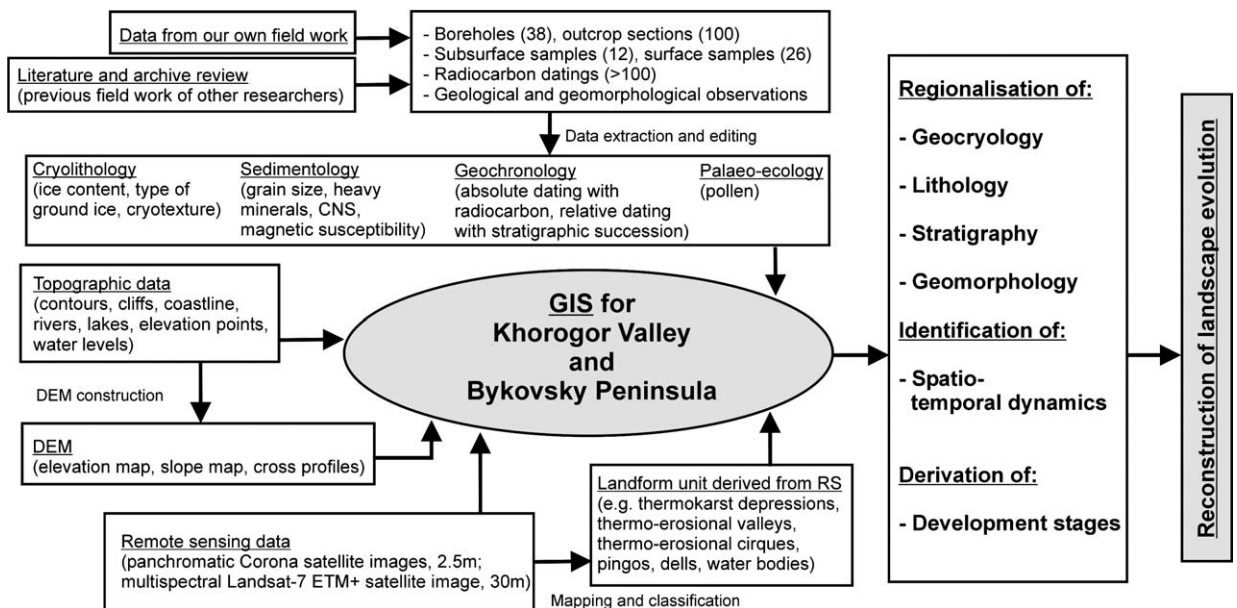 Data from our own field work
Literature and archive review
(previous field work of other researchers)
- Boreholes (38), outcrop sections (100)
- Subsurface samples (12), surface samples (26)
- Radiocarbon datings (>100)
- Geological and geomorphological observations
Data extraction and editing
Cryolithology
(ice content, type of
ground ice, cryotexture)
Sedimentology
(grain size, heavy
minerals, CNS,
magnetic susceptibility)
Geochronology
(absolute dating with
radiocarbon, relative dating
with stratigraphic succession)
Palaeo-ecology
(pollen)
Topographic data
(contours, cliffs, coastline,
rivers, lakes, elevation points,
water levels)
DEM construction
DEM
(elevation map, slope map, cross profiles)
GIS for
Khorogor Valley
and
Bykovsky Peninsula
Remote sensing data
(panchromatic Corona satellite images, 2.5m;
multispectral Landsat-7 ETM+ satellite image, 30m)
Mapping and classification
Landform unit derived from RS
(e.g. thermokarst depressions,
thermo-erosional valleys,
thermo-erosional cirques,
pingos, dells, water bodies)
Regionalisation of:
- Geocryology
- Lithology
- Stratigraphy
- Geomorphology
Identification of:
- Spatio-
temporal dynamics
Derivation of:
- Development stages
Reconstruction of landscape evolution